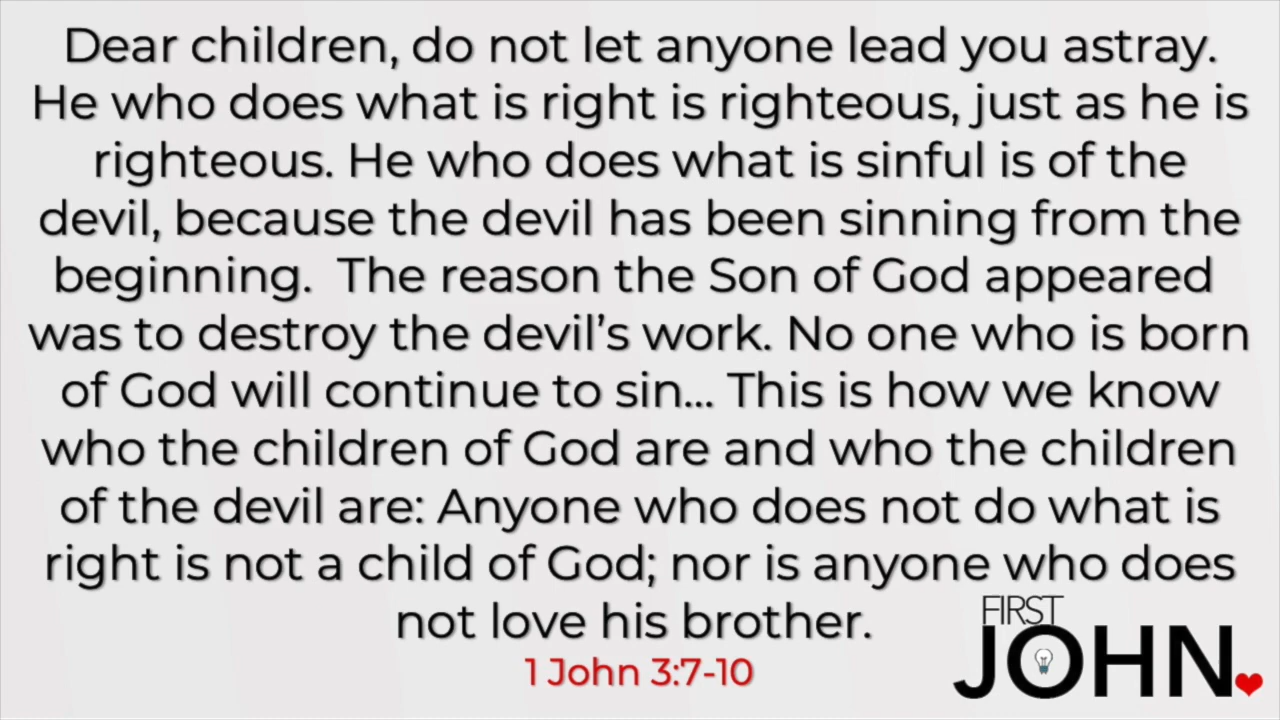 Dear children, do not let anyone lead you astray.
He who does what is right is righteous, just as he is
righteous. He who does what is sinful is of the
devil, because the devil has been sinning from the
beginning.  The reason the Son of God appeared
was to destroy the devil’s work. No one who is born
of God will continue to sin... This is how we know
who the children of God are and who the children
of the devil are: Anyone who does not do what is
right is not a child of God; nor is anyone who does
not love his brother.
1 John 3:7-10
FIRST
JOHN